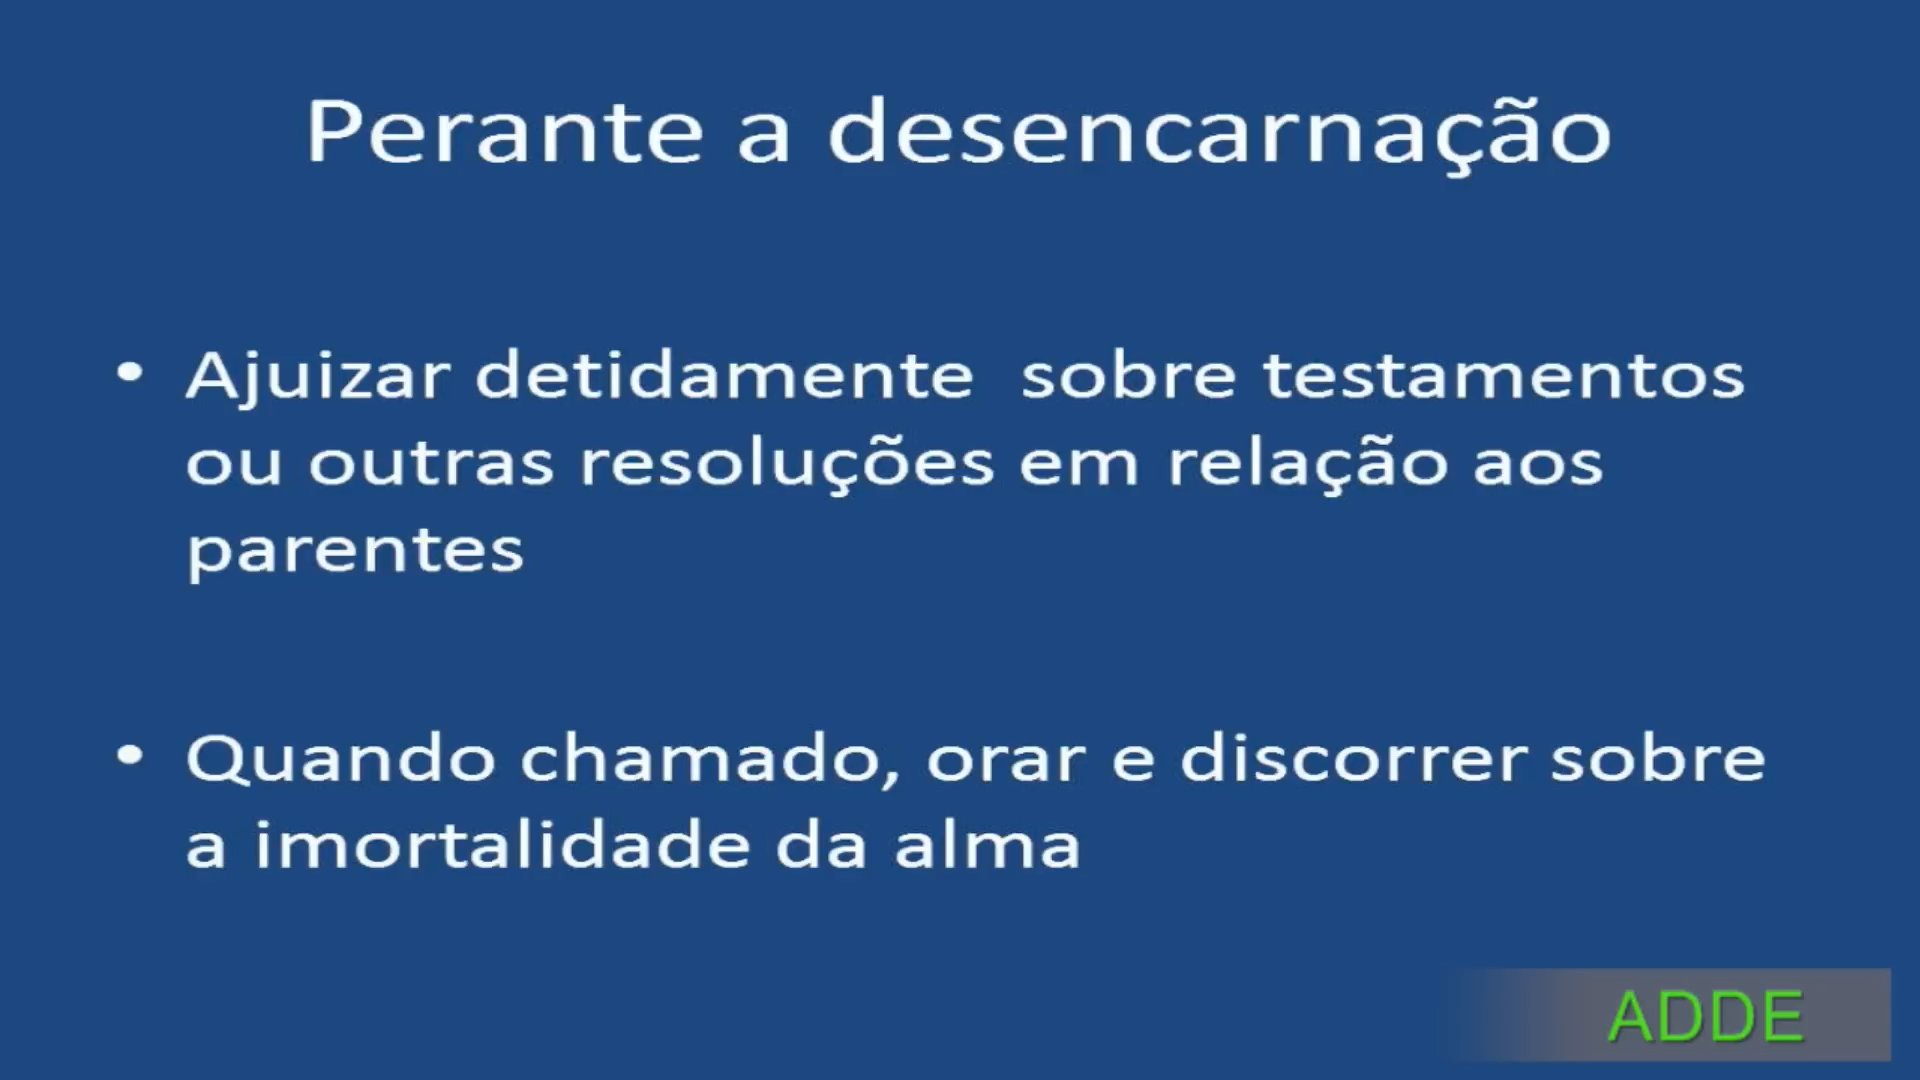 Perante a desencarnação
• Ajuizar detidamente  sobre testamentos
ou outras resoluções em relação aos
parentes
• Quando chamado, orar e discorrer sobre
a imortalidade da alma
ADDE